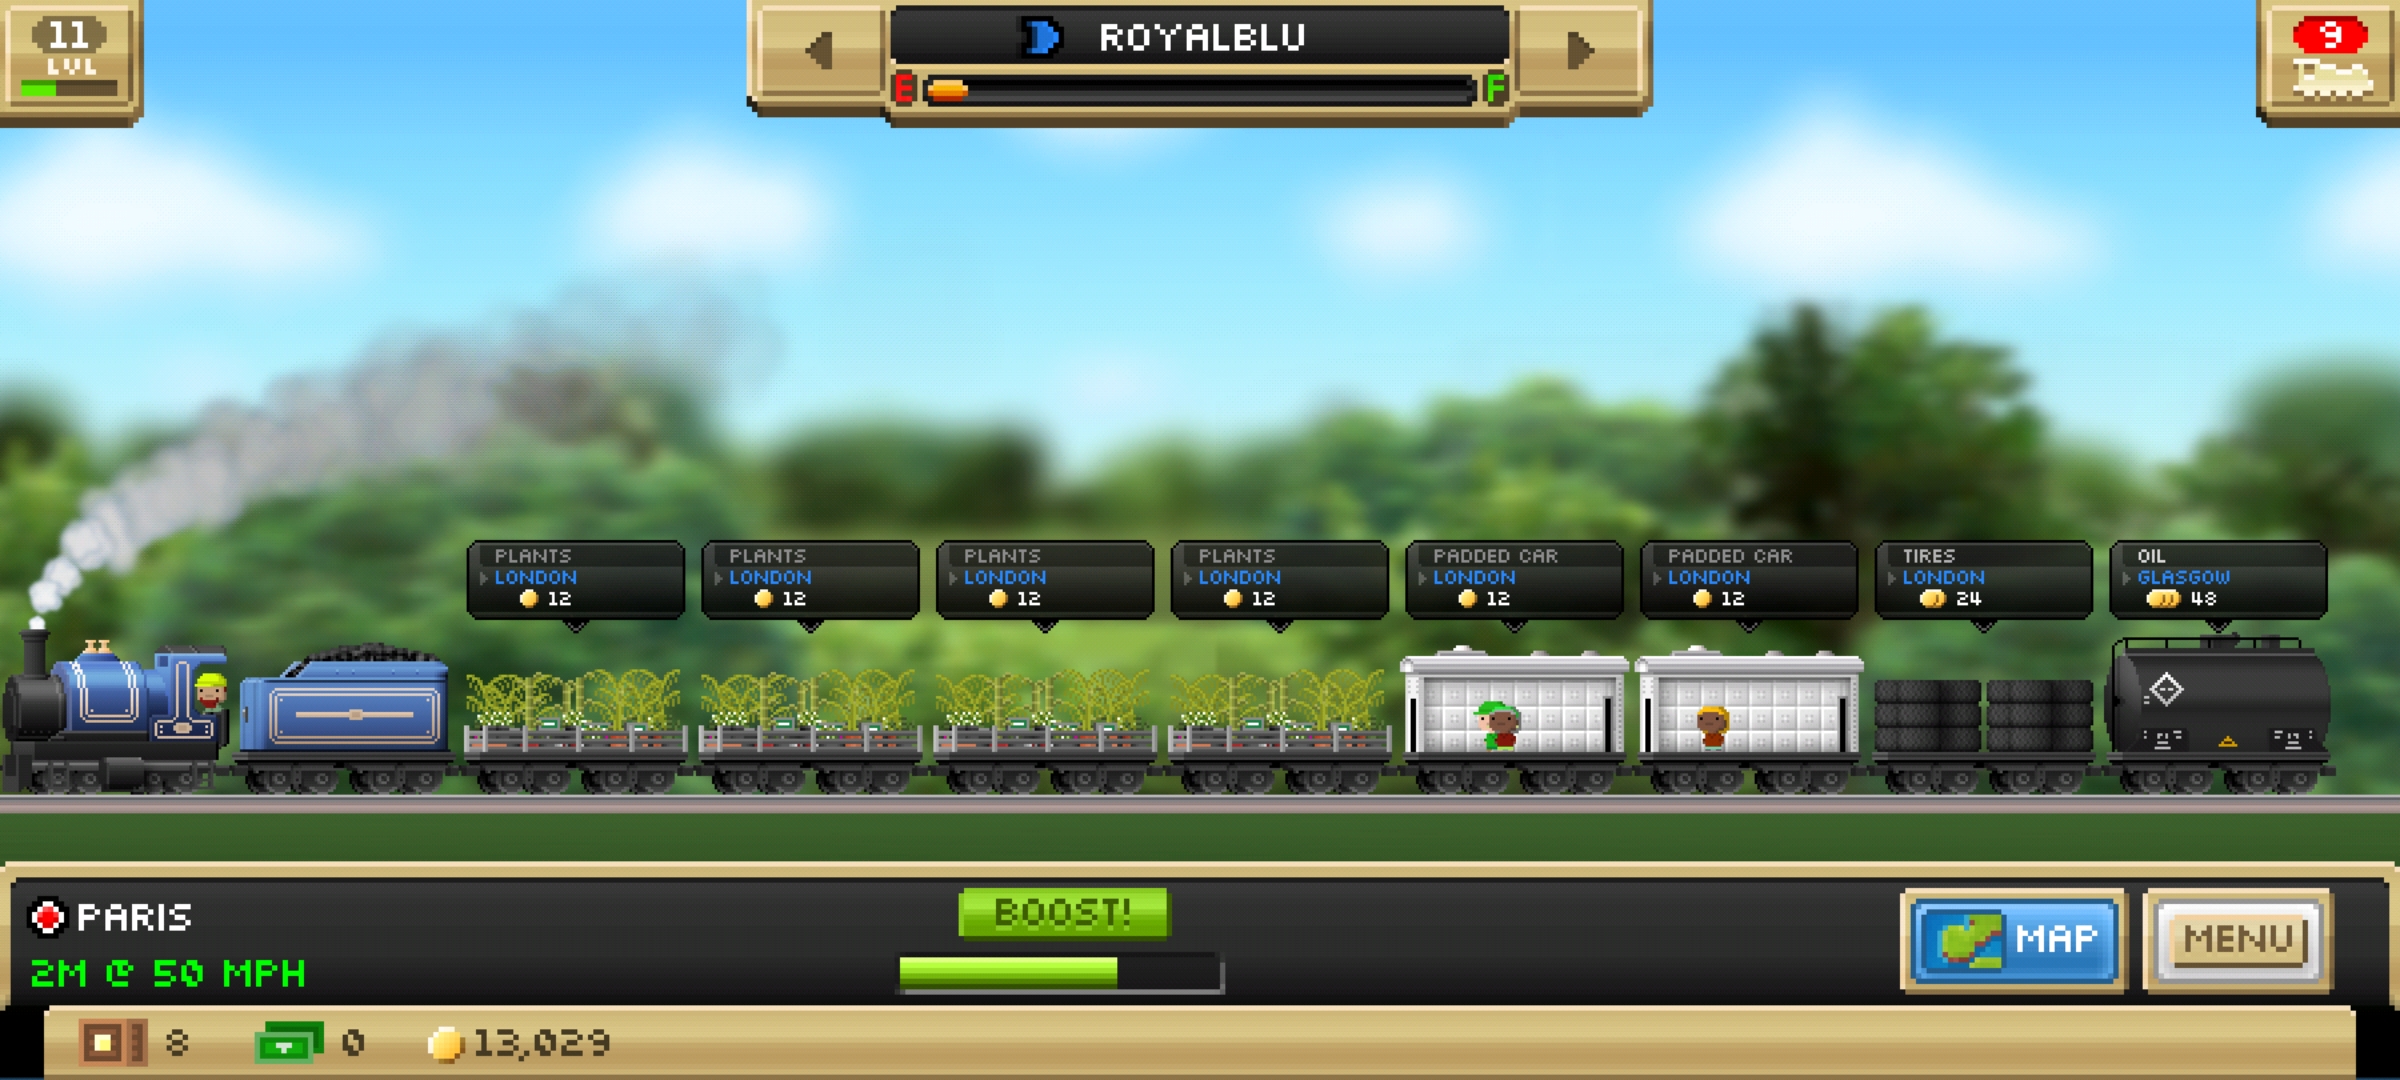 11
LVL
ROYALBLU
E
F
9
PLANTS
LONDON
12
PLANTS
LONDON
12
PLANTS
LONDON
12
PLANTS
LONDON
12
PADDED CAR
LONDON
12
PADDED CAR
LONDON
12
TIRES
LONDON
24
OIL
GLASGOW
48
PARIS
2M @ 50 MPH
BOOST!
MAP
MENU
8
0
13,029